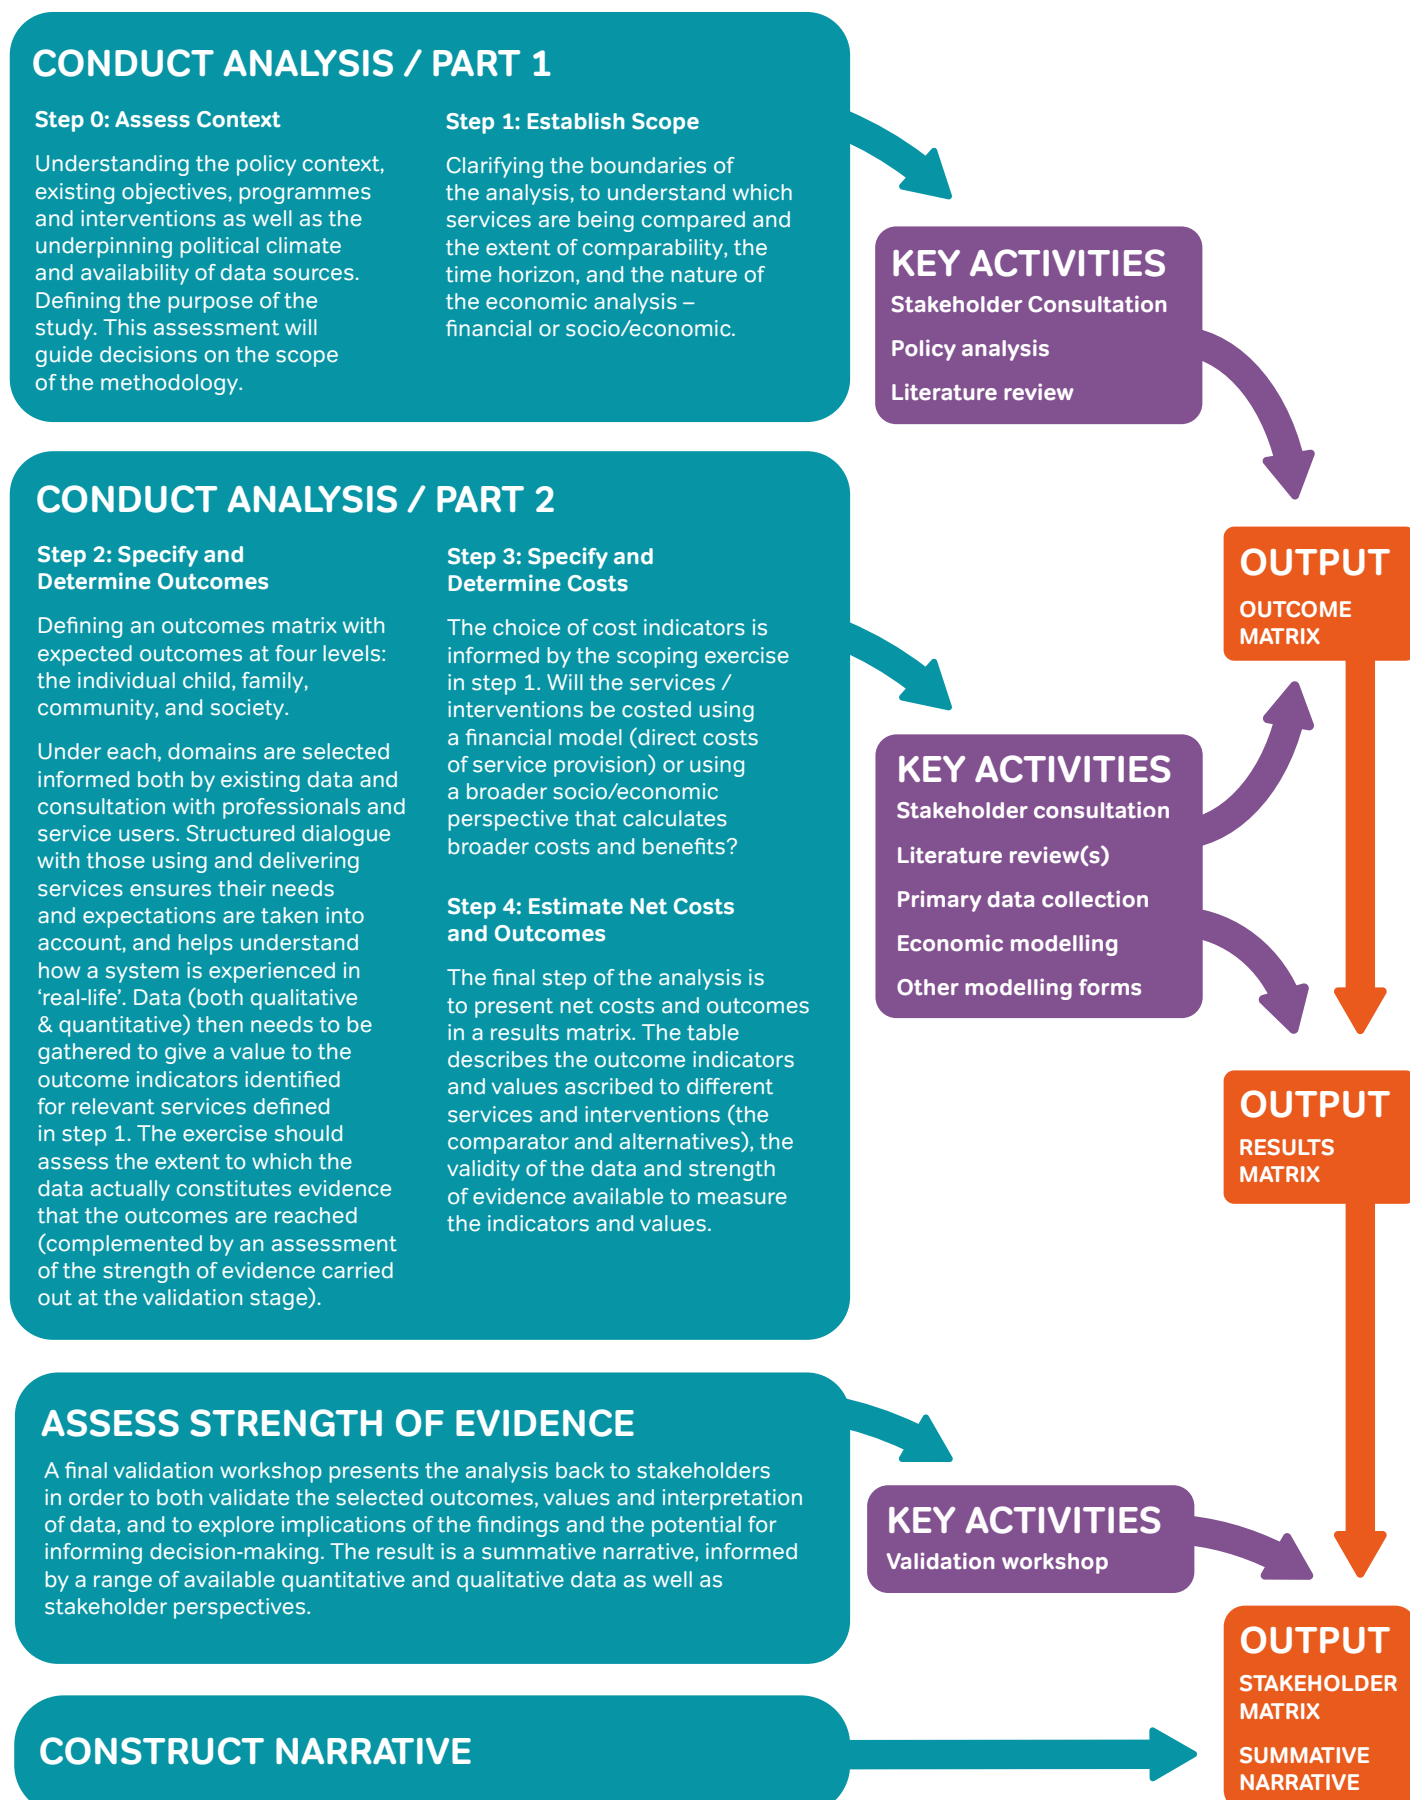 CONDUCT ANALYSIS / PART 1
Step 0: Assess Context
Understanding the policy context,
existing objectives, programmes
and interventions as well as the
underpinning political climate
and availability of data sources.
Defining the purpose of the
study. This assessment will
guide decisions on the scope
of the methodology.
Step 1: Establish Scope
Clarifying the boundaries of
the analysis, to understand which
services are being compared and
the extent of comparability, the
time horizon, and the nature of
the economic analysis –
financial or socio/economic.
KEY ACTIVITIES
Stakeholder Consultation
Policy analysis
Literature review
CONDUCT ANALYSIS / PART 2
Step 2: Specify and
Determine Outcomes
Defining an outcomes matrix with
expected outcomes at four levels:
the individual child, family,
community, and society.
Under each, domains are selected
informed both by existing data and
consultation with professionals and
service users. Structured dialogue
with those using and delivering
services ensures their needs
and expectations are taken into
account, and helps understand
how a system is experienced in
‘real-life’. Data (both qualitative
& quantitative) then needs to be
gathered to give a value to the
outcome indicators identified
for relevant services defined
in step 1. The exercise should
assess the extent to which the
data actually constitutes evidence
that the outcomes are reached
(complemented by an assessment
of the strength of evidence carried
out at the validation stage).
Step 3: Specify and
Determine Costs
The choice of cost indicators is
informed by the scoping exercise
in step 1. Will the services /
interventions be costed using
a financial model (direct costs
of service provision) or using
a broader socio/economic
perspective that calculates
broader costs and benefits?
Step 4: Estimate Net Costs
and Outcomes
The final step of the analysis is
to present net costs and outcomes
in a results matrix. The table
describes the outcome indicators
and values ascribed to different
services and interventions (the
comparator and alternatives), the
validity of the data and strength
of evidence available to measure
the indicators and values.
OUTPUT
OUTCOME
MATRIX
KEY ACTIVITIES
Stakeholder consultation
Literature review(s)
Primary data collection
Economic modelling
Other modelling forms
OUTPUT
RESULTS
MATRIX
ASSESS STRENGTH OF EVIDENCE
A final validation workshop presents the analysis back to stakeholders
in order to both validate the selected outcomes, values and interpretation
of data, and to explore implications of the findings and the potential for
informing decision-making. The result is a summative narrative, informed
by a range of available quantitative and qualitative data as well as
stakeholder perspectives.
KEY ACTIVITIES
Validation workshop
OUTPUT
STAKEHOLDER
MATRIX
SUMMATIVE
NARRATIVE
CONSTRUCT NARRATIVE